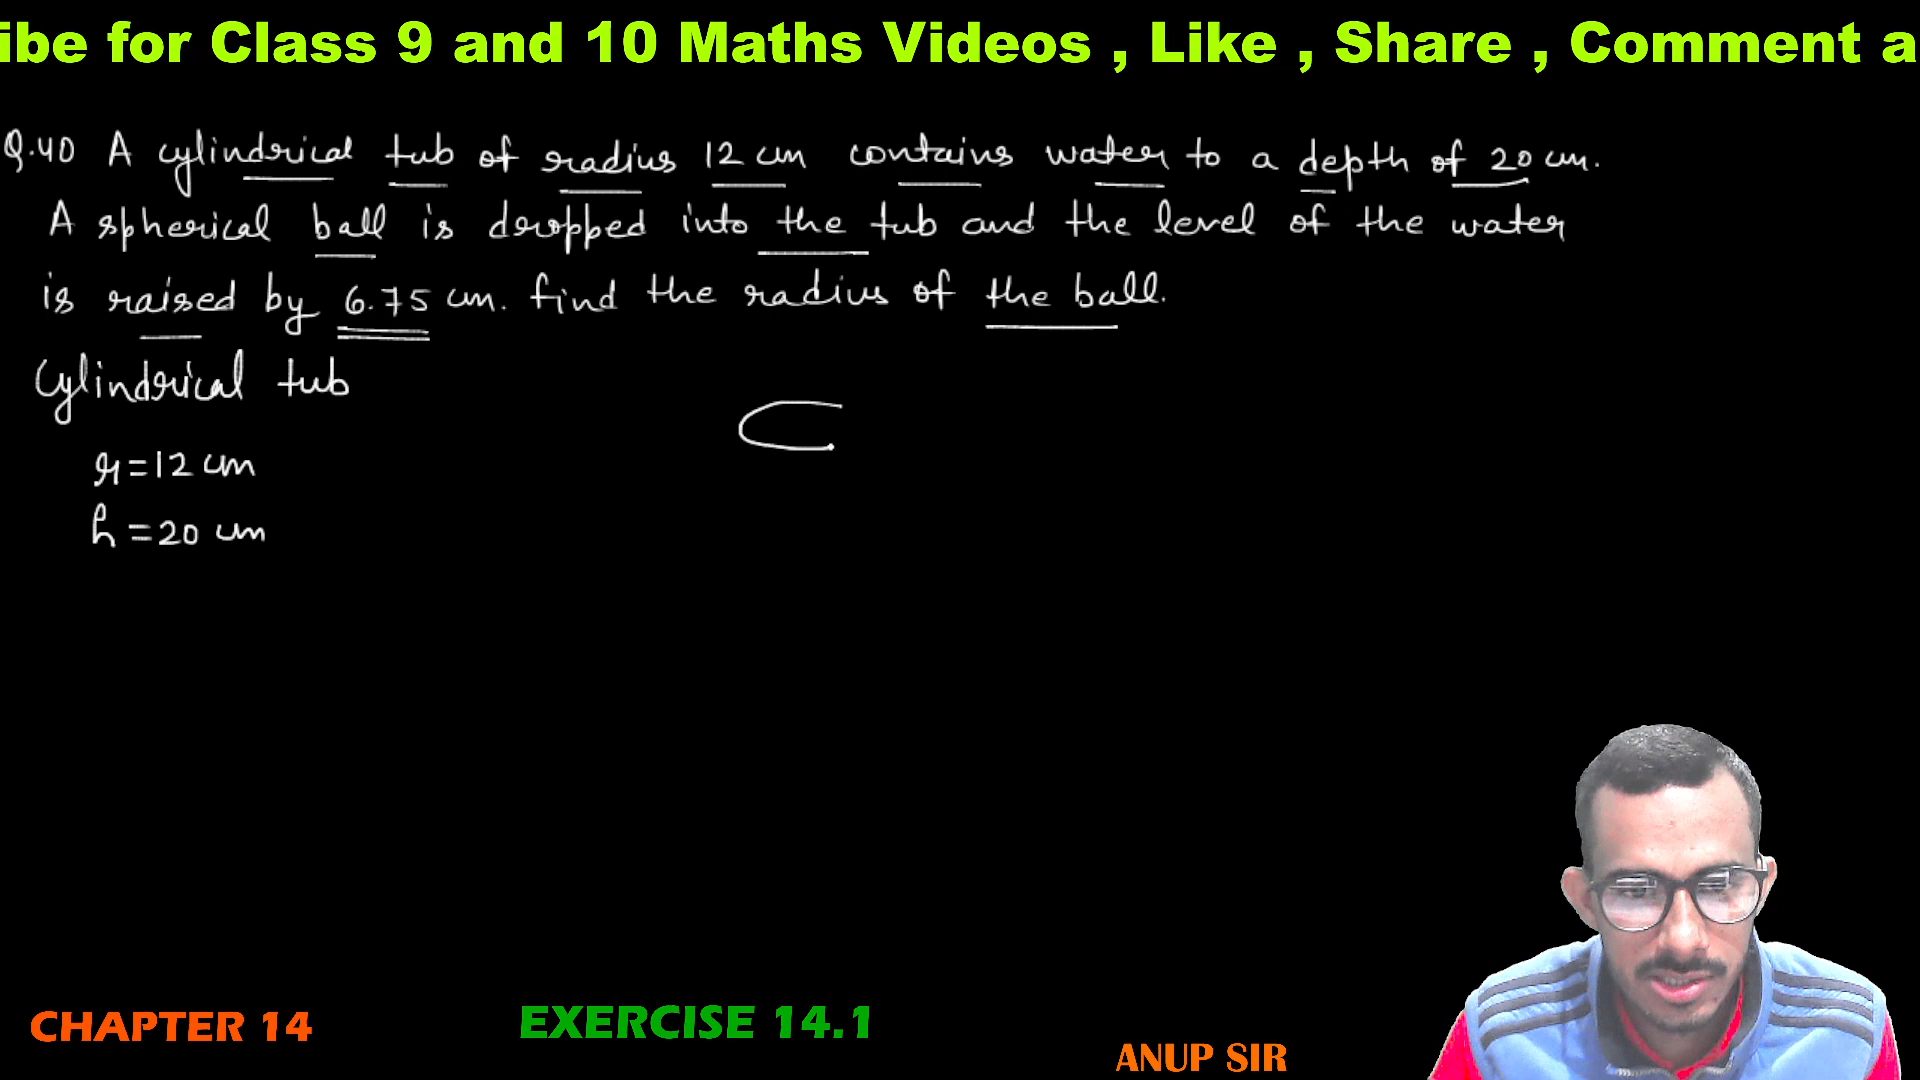 ibe for Class 9 and 10 Maths Videos , Like , Share , Comment a
Q.40 A cylindrical tub of radius 12 cm contains water to a depth of 20 cm.
A spherical ball is dropped into the tub and the level of the water
is raised by 6.75 cm. find the radius of the ball.
Cylindrical tub
r=12 cm
h=20 cm
CHAPTER 14
EXERCISE 14.1
ANUP SIR